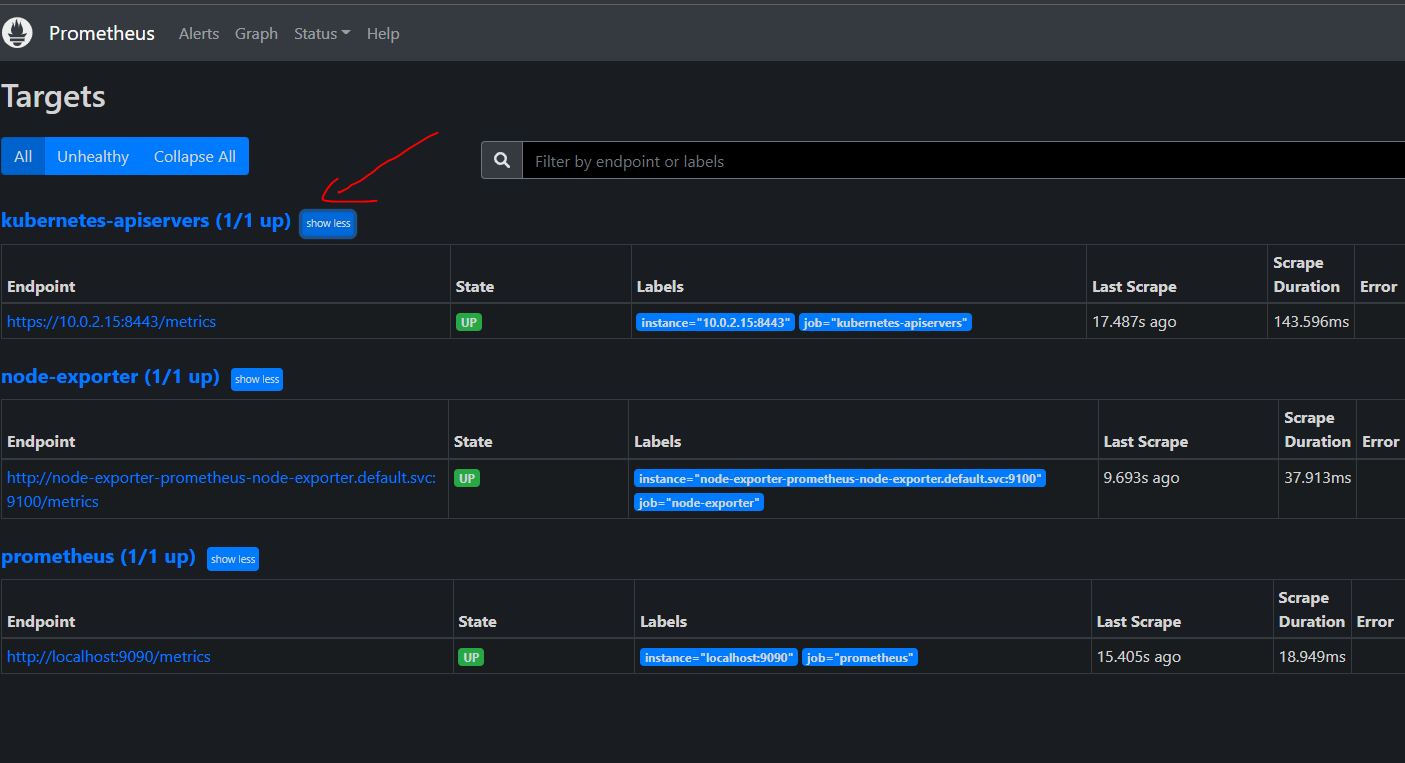 Prometheus Alerts Graph Status Help
Targets
All Unhealthy Collapse All Filter by endpoint or labels
kubernetes-apiservers (1/1 up) show less
Endpoint State Labels Last Scrape Scrape Duration Error
https://10.0.2.15:8443/metrics UP instance="10.0.2.15:8443" job="kubernetes-apiservers" 17.487s ago 143.596ms
node-exporter (1/1 up) show less
Endpoint State Labels Last Scrape Scrape Duration Error
http://node-exporter-prometheus-node-exporter.default.svc: UP instance="node-exporter-prometheus-node-exporter.default.svc:9100" 9.693s ago 37.913ms
9100/metrics job="node-exporter"
prometheus (1/1 up) show less
Endpoint State Labels Last Scrape Scrape Duration Error
http://localhost:9090/metrics UP instance="localhost:9090" job="prometheus" 15.405s ago 18.949ms